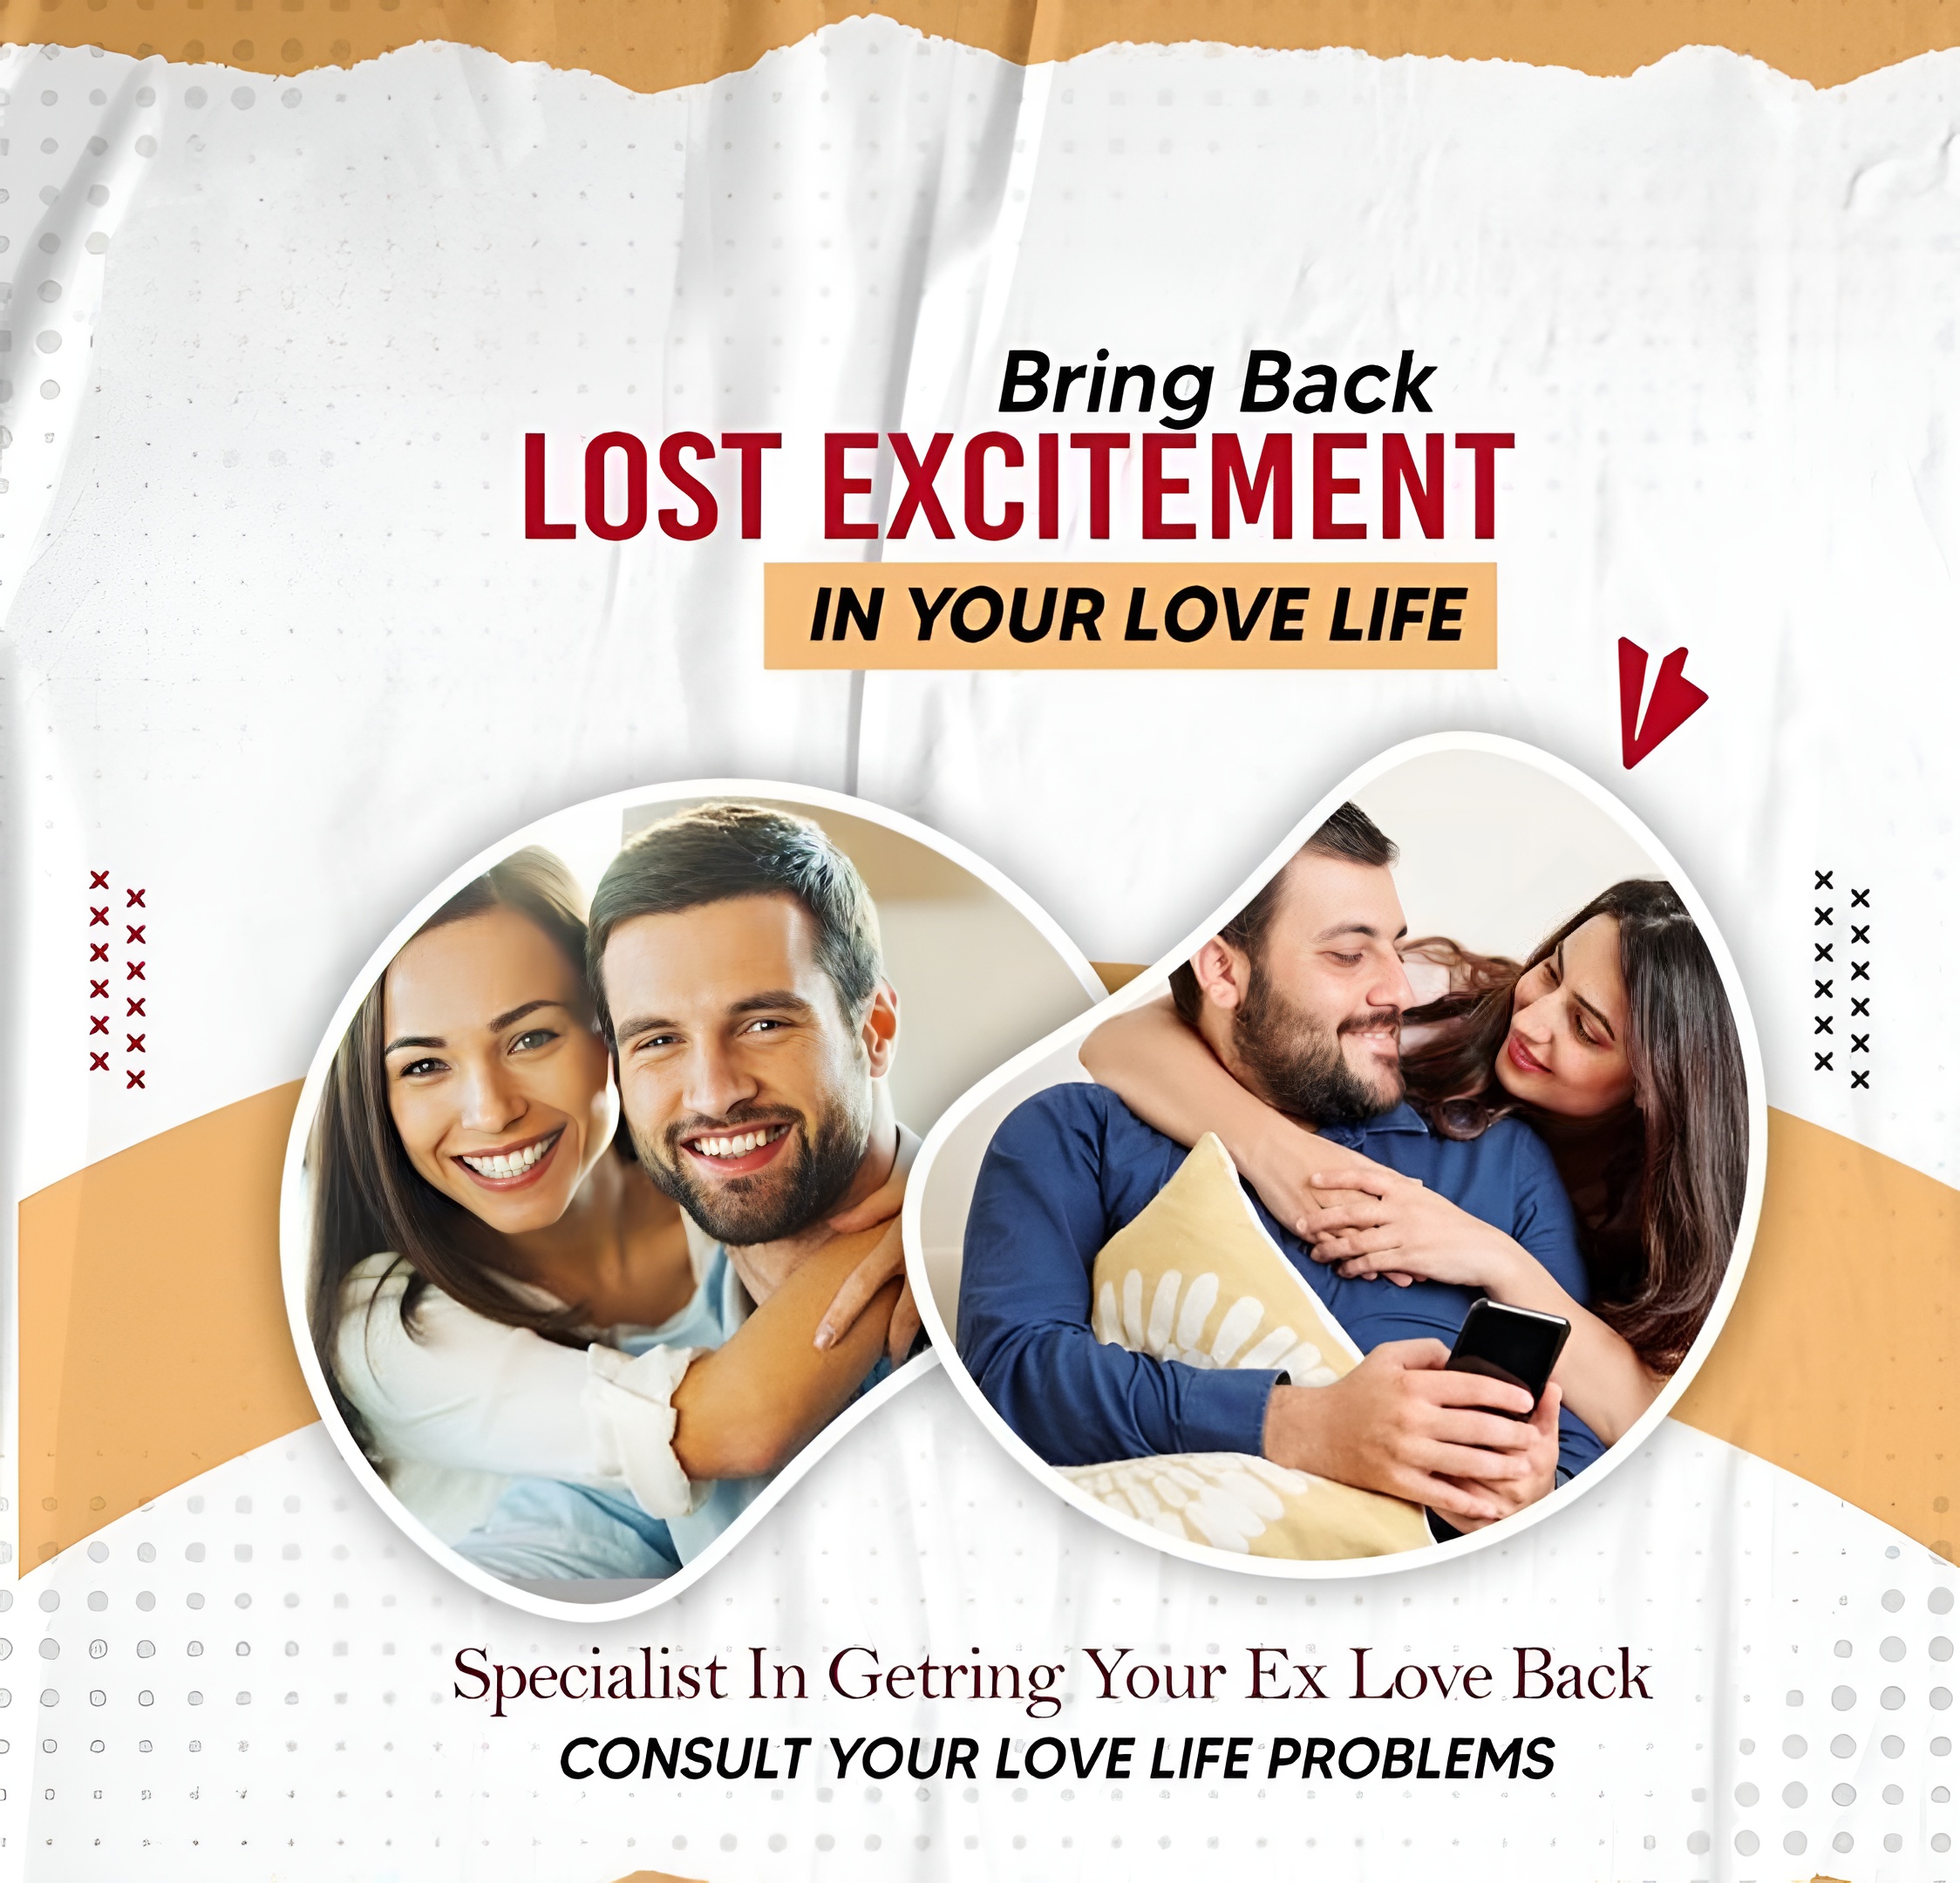 Bring Back
LOST EXCITEMENT
IN YOUR LOVE LIFE
Specialist In Getring Your Ex Love Back
CONSULT YOUR LOVE LIFE PROBLEMS